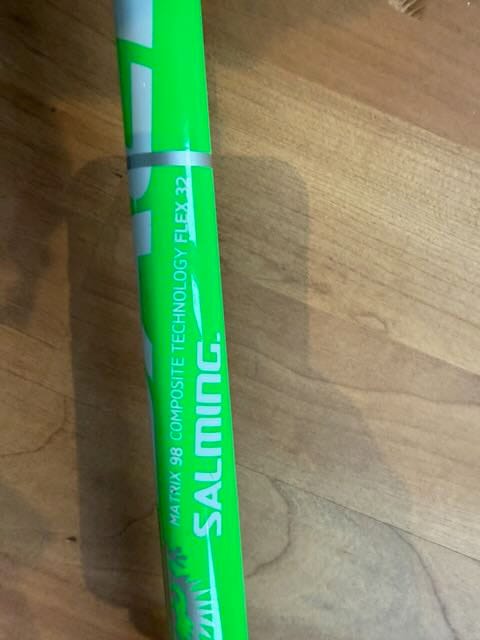 MATRIX 98 COMPOSITE TECHNOLOGY FLEX 32
SALMING